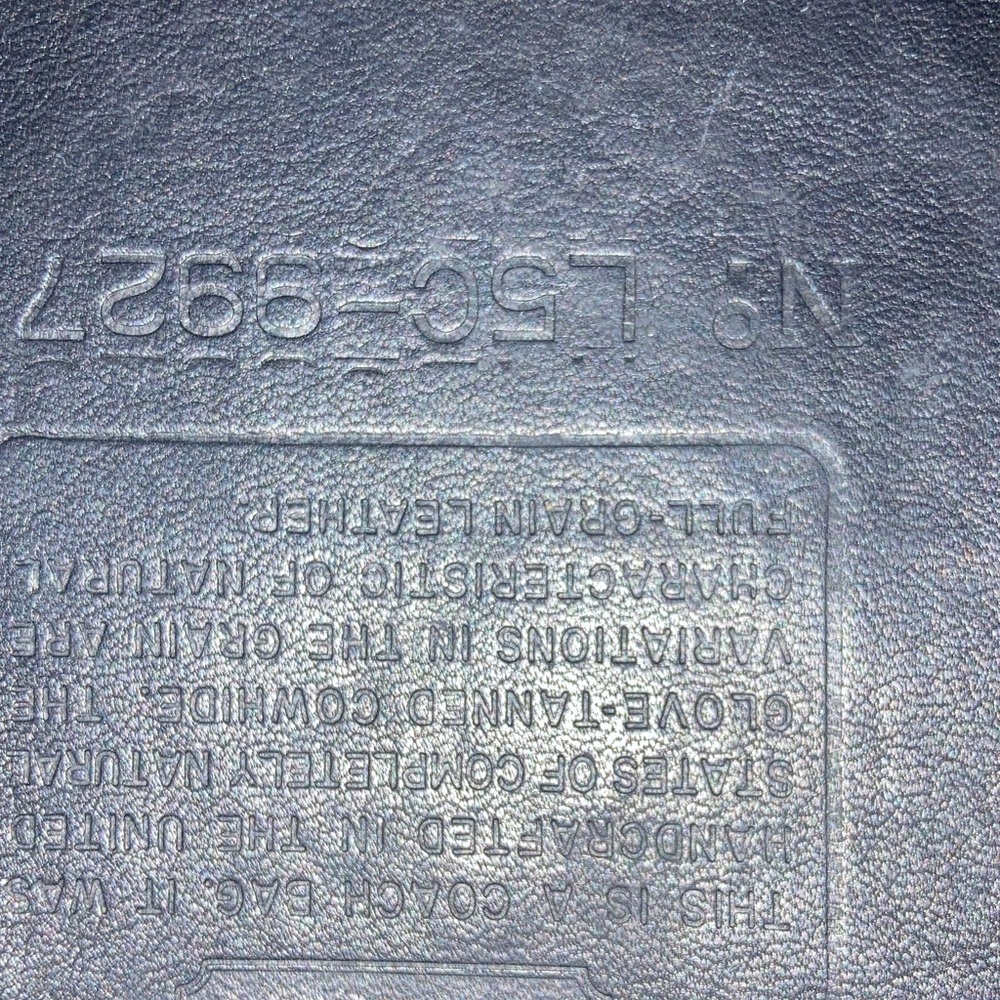 THIS IS A COACH BAG. IT WAS
HANDCRAFTED IN THE UNITED
STATES OF COMPLETELY NATURAL
GLOVE-TANNED COWHIDE. THE
VARIATIONS IN THE GRAIN ARE
CHARACTERISTIC OF NATURAL
FULL-GRAIN LEATHER
No L5C-9927